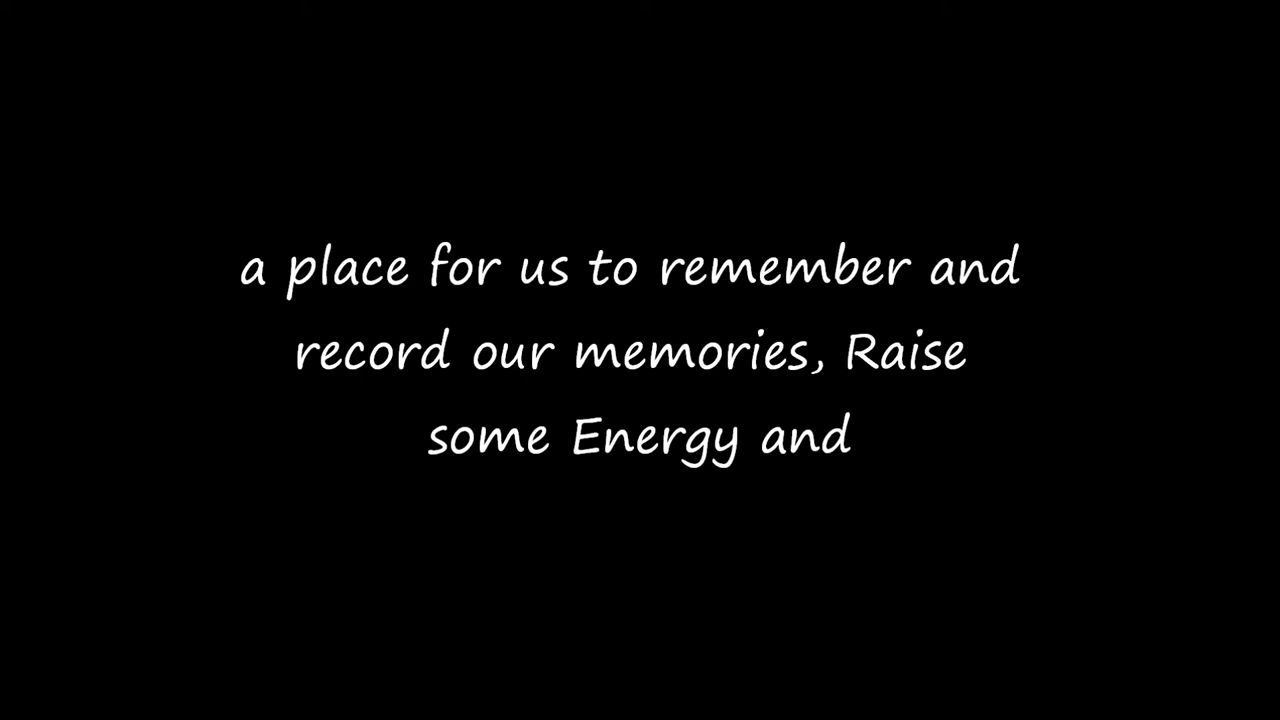 a place for us to remember and
record our memories, Raise
some Energy and